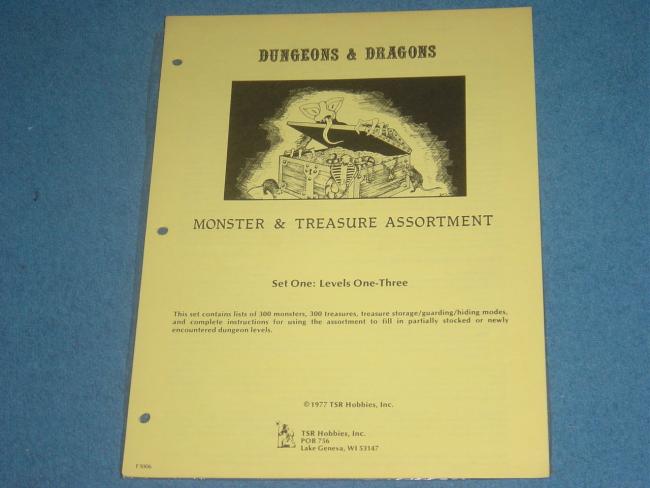 DUNGEONS & DRAGONS
MONSTER & TREASURE ASSORTMENT
Set One: Levels One-Three
This set contains lists of 300 monsters, 300 treasures, treasure storage/guarding/hiding modes,
and complete instructions for using the assortment to fill in partially stocked or newly
encountered dungeon levels.
©1977 TSR Hobbies, Inc.
TSR Hobbies, Inc.
POB 756
Lake Geneva, WI 53147